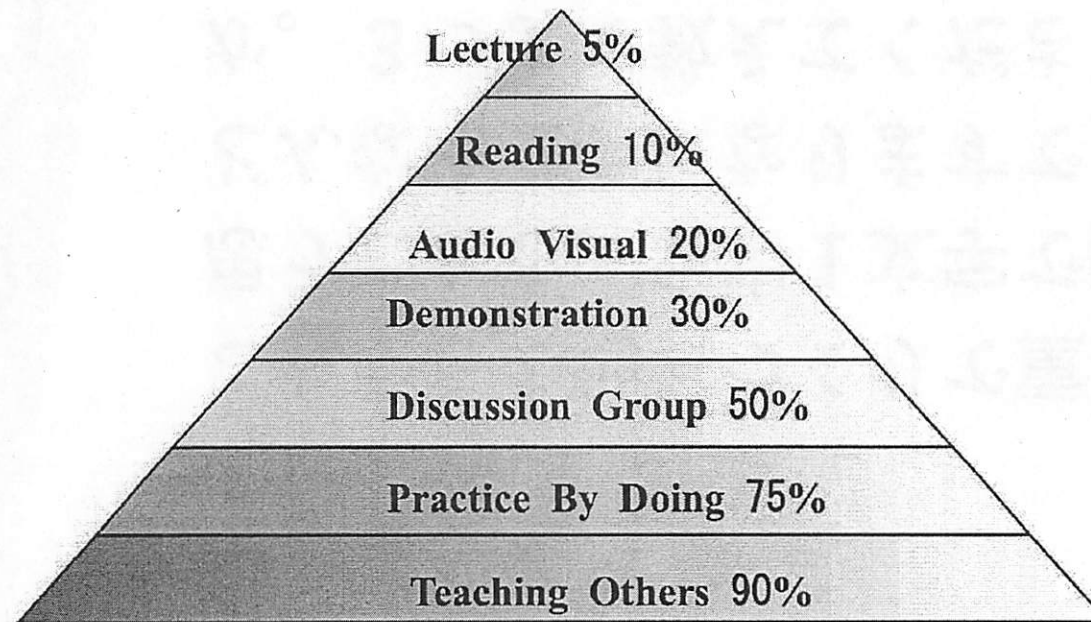 Lecture 5%
Reading 10%
Audio Visual 20%
Demonstration 30%
Discussion Group 50%
Practice By Doing 75%
Teaching Others 90%